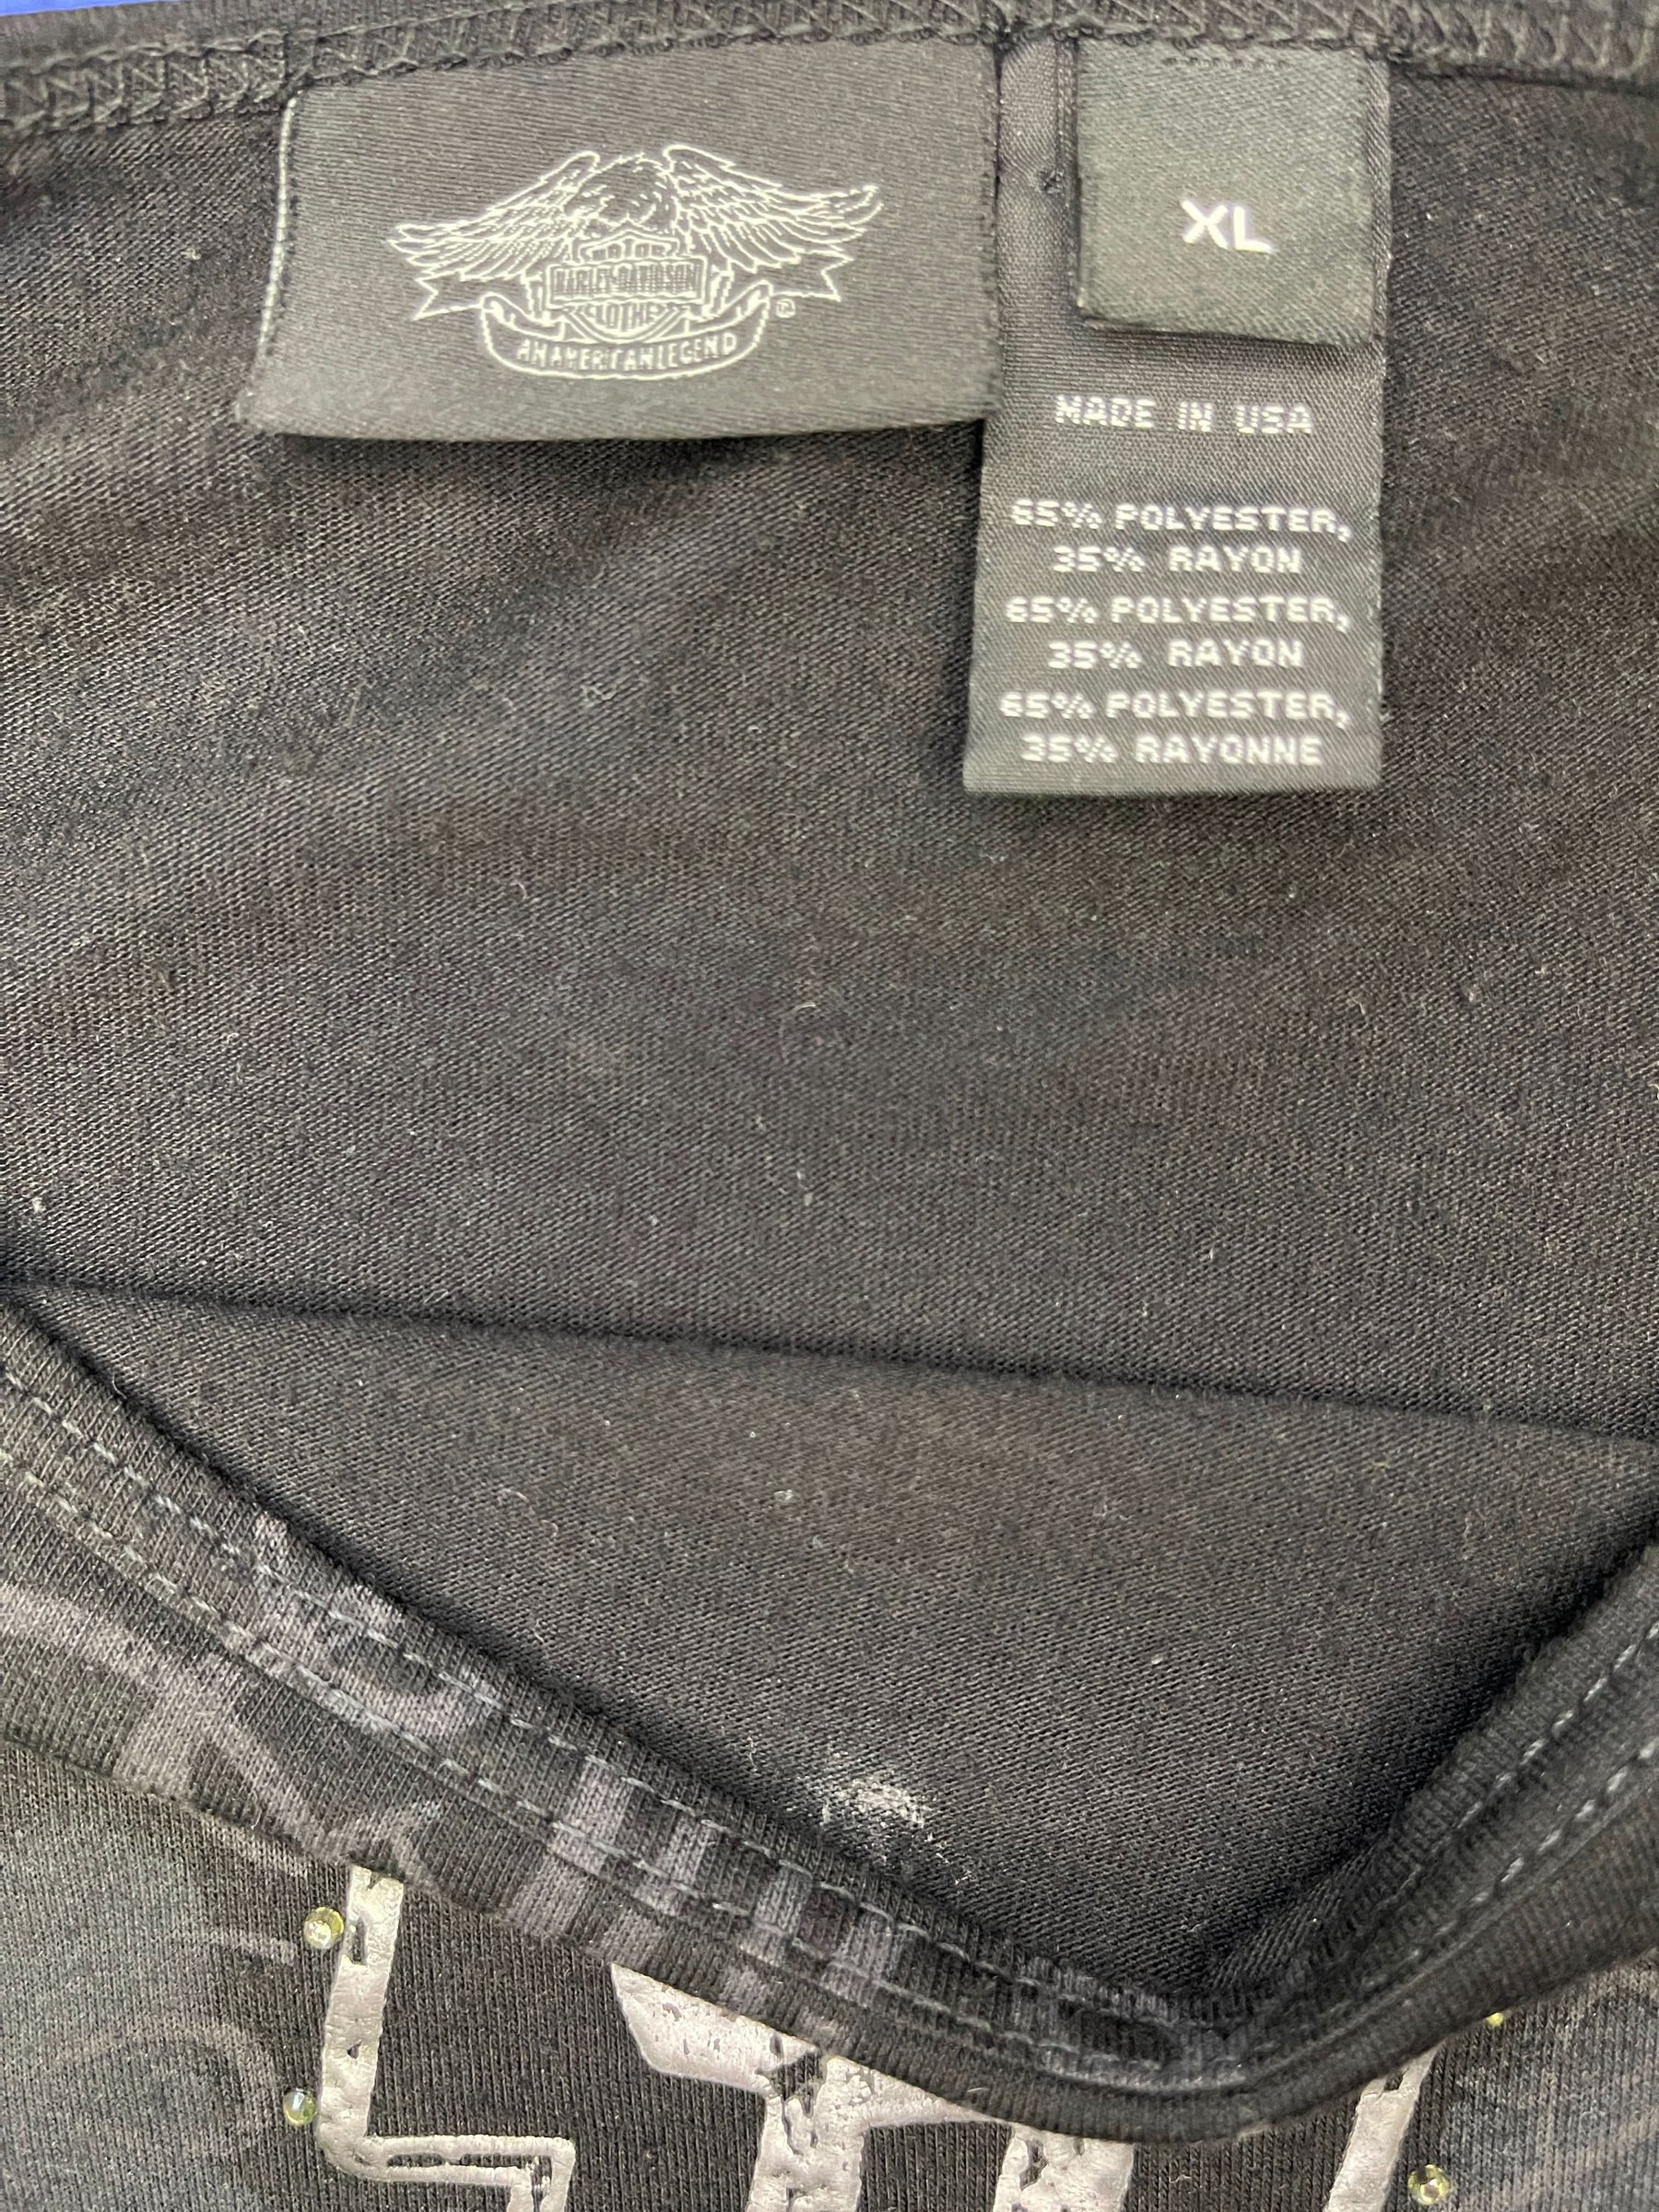 MOTOR
HARLEY-DAVIDSON
CLOTHES
AN AMERICAN LEGEND
®
XL
MADE IN USA
65% POLYESTER,
35% RAYON
65% POLYESTER,
35% RAYON
65% POLYESTER,
35% RAYONNE